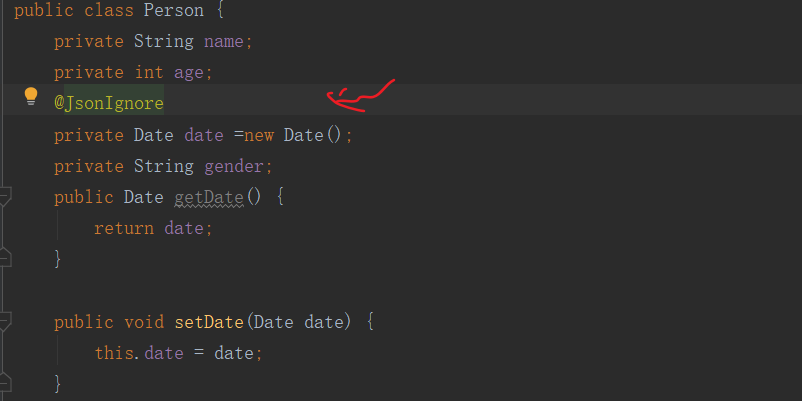 public class Person {
private String name;
private int age;
@JsonIgnore
private Date date =new Date();
private String gender;
public Date getDate() {
return date;
}
public void setDate(Date date) {
this.date = date;
}